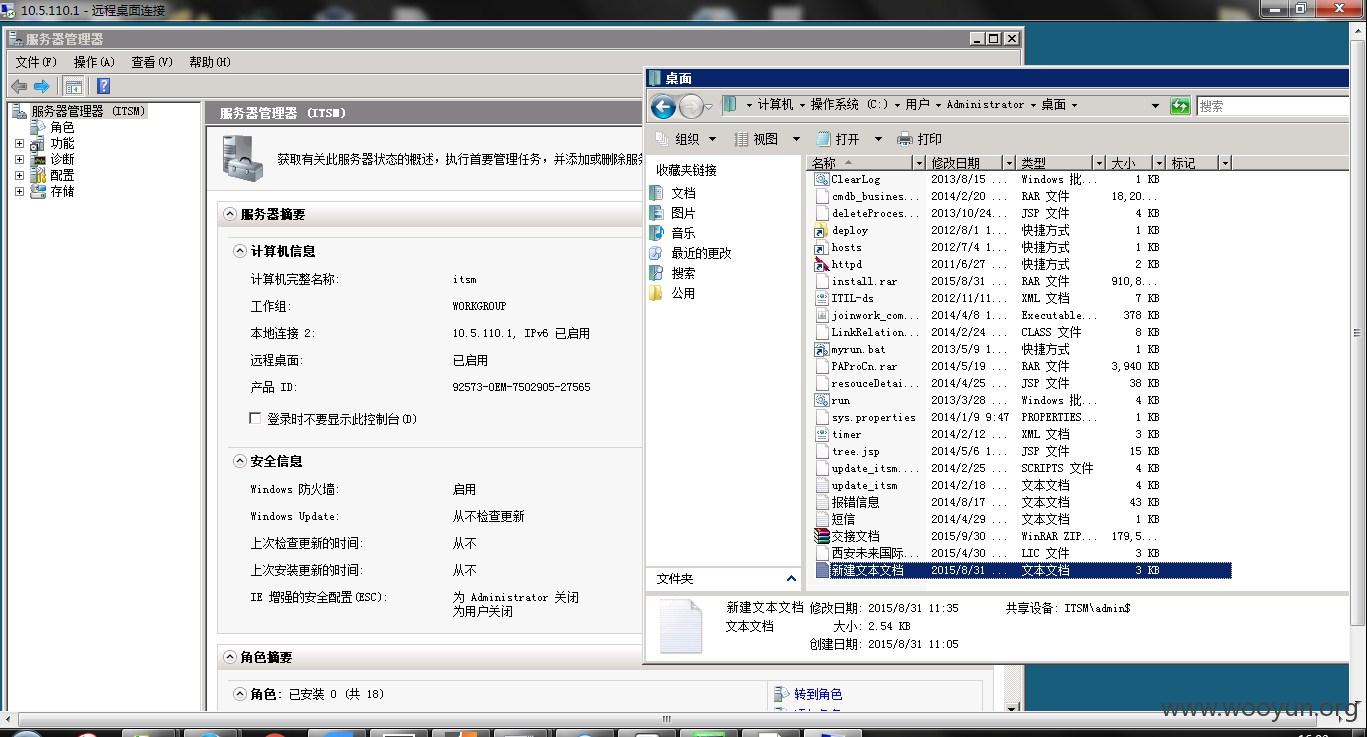 10.5.110.1 - 远程桌面连接
服务器管理器
文件(F) 操作(A) 查看(V) 帮助(H)
服务器管理器 (ITSM)
角色
功能
诊断
配置
存储
服务器管理器 (ITSM)
获取有关此服务器状态的概述，执行首要管理任务，并添加或删除服务
服务器摘要
计算机信息
计算机完整名称: itsm
工作组: WORKGROUP
本地连接 2: 10.5.110.1, IPv6 已启用
远程桌面: 已启用
产品 ID: 92573-OEM-7502905-27565
登录时不要显示此控制台(D)
安全信息
Windows 防火墙: 启用
Windows Update: 从不检查更新
上次检查更新的时间: 从不
上次安装更新的时间: 从不
IE 增强的安全配置(ESC): 为 Administrator 关闭
为用户关闭
角色摘要
角色: 已安装 0 (共 18)
转到角色
桌面
计算机 操作系统 (C:) 用户 Administrator 桌面
搜索
组织 视图 打开 打印
收藏夹链接
文档
图片
音乐
最近的更改
搜索
公用
文件夹
名称 修改日期 类型 大小 标记
ClearLog 2013/8/15 ... Windows 批... 1 KB
cmdb_busines... 2014/2/20 ... RAR 文件 18,20...
deleteProces... 2013/10/24... JSP 文件 4 KB
deploy 2012/8/1 1... 快捷方式 1 KB
hosts 2012/7/4 1... 快捷方式 1 KB
httpd 2011/6/27 ... 快捷方式 2 KB
install.rar 2015/8/31 ... RAR 文件 910,8...
ITIL-ds 2012/11/11... XML 文档 7 KB
joinwork_com... 2014/4/8 1... Executable... 378 KB
LinkRelation... 2014/2/24 ... CLASS 文件 8 KB
myrun.bat 2013/5/9 1... 快捷方式 1 KB
PAProCn.rar 2014/5/19 ... RAR 文件 3,940 KB
resouceDetai... 2014/4/25 ... JSP 文件 38 KB
run 2013/3/28 ... Windows 批... 4 KB
sys.properties 2014/1/9 9:47 PROPERTIES... 1 KB
timer 2014/2/12 ... XML 文档 3 KB
tree.jsp 2014/5/6 1... JSP 文件 15 KB
update_itsm.... 2014/2/25 ... SCRIPTS 文件 4 KB
update_itsm 2014/2/18 ... 文本文档 4 KB
报错信息 2014/8/17 ... 文本文档 43 KB
短信 2014/4/29 ... 文本文档 1 KB
交接文档 2015/9/30 ... WinRAR ZIP... 179,5...
西安未来国际... 2015/4/30 ... LIC 文件 3 KB
新建文本文档 2015/8/31 ... 文本文档 3 KB
新建文本文档 修改日期: 2015/8/31 11:35 共享设备: ITSM\admin$
文本文档 大小: 2.54 KB
创建日期: 2015/8/31 11:05
www.wooyun.org